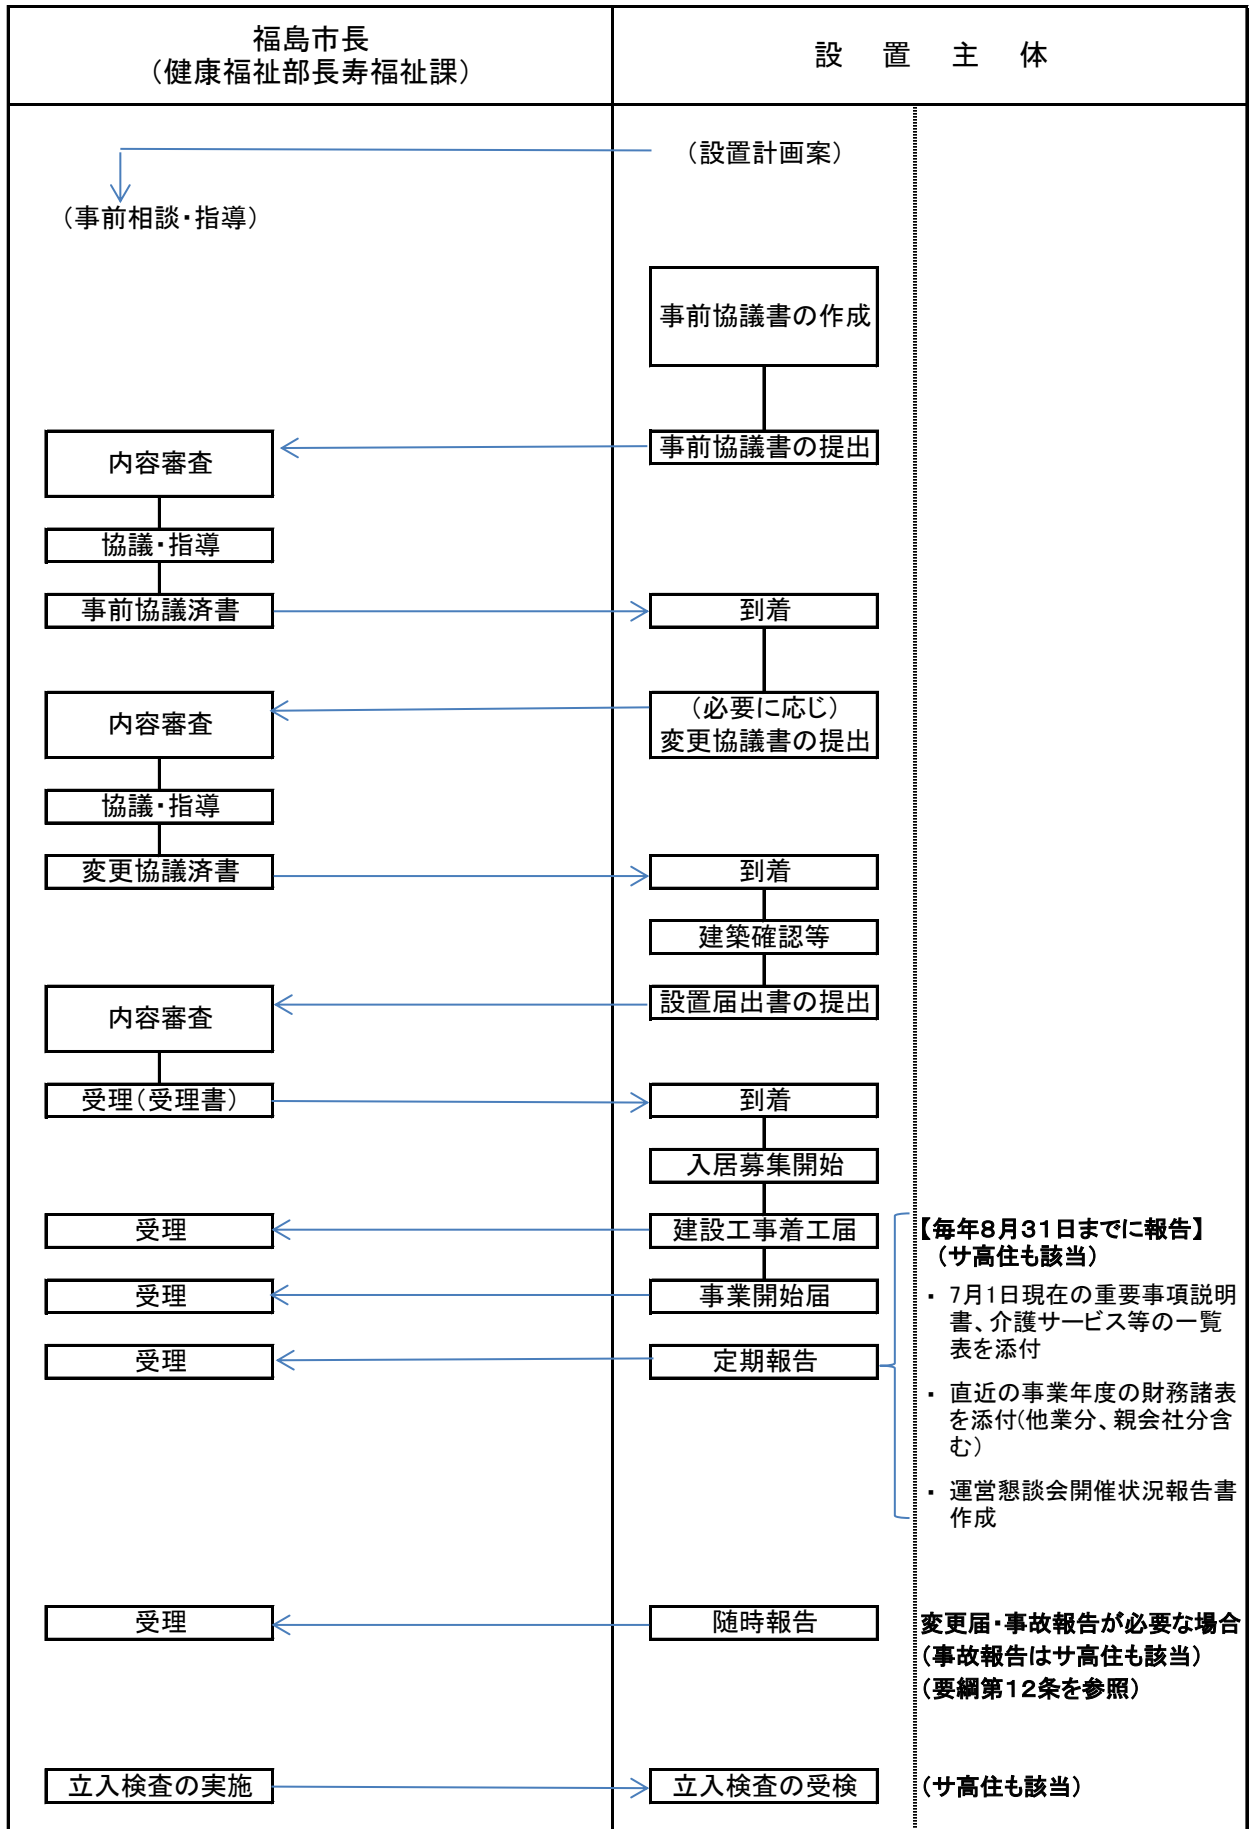 福島市長
（健康福祉部長寿福祉課）
設　置　主　体
（設置計画案）
（事前相談・指導）
事前協議書の作成
事前協議書の提出
内容審査
協議・指導
事前協議済書
到着
（必要に応じ）
変更協議書の提出
内容審査
協議・指導
変更協議済書
到着
建築確認等
設置届出書の提出
内容審査
受理（受理書）
到着
入居募集開始
受理
建設工事着工届
受理
事業開始届
受理
定期報告
【毎年８月３１日までに報告】
（サ高住も該当）
・ 7月1日現在の重要事項説明
書、介護サービス等の一覧
表を添付
・ 直近の事業年度の財務諸表
を添付(他業分、親会社分含
む）
・ 運営懇談会開催状況報告書
作成
受理
随時報告
変更届・事故報告が必要な場合
（事故報告はサ高住も該当）
（要綱第１２条を参照）
立入検査の実施
立入検査の受検
（サ高住も該当）